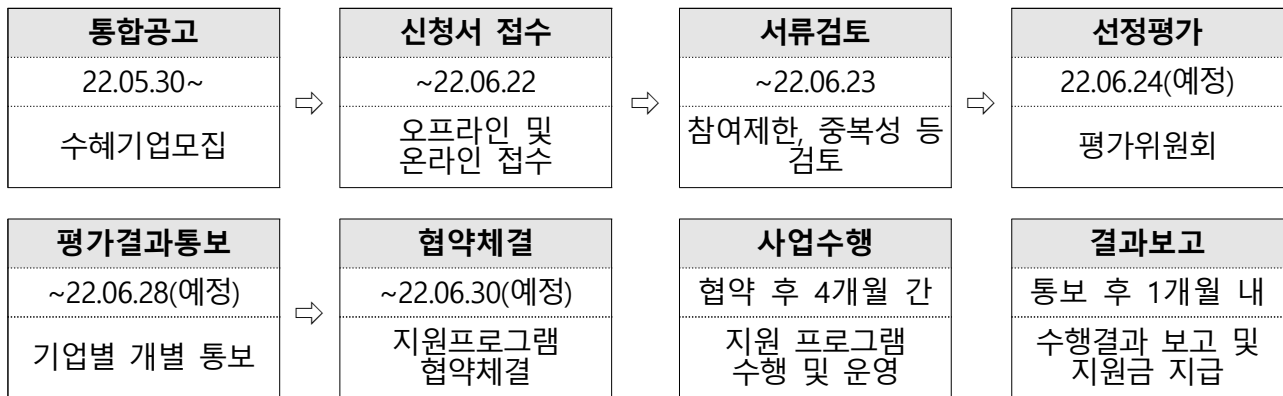 통합공고
22.05.30~
수혜기업모집
⇨
신청서 접수
~22.06.22
오프라인 및
온라인 접수
⇨
서류검토
~22.06.23
참여제한, 중복성 등
검토
⇨
선정평가
22.06.24(예정)
평가위원회
평가결과통보
~22.06.28(예정)
기업별 개별 통보
⇨
협약체결
~22.06.30(예정)
지원프로그램
협약체결
사업수행
협약 후 4개월 간
지원 프로그램
수행 및 운영
결과보고
통보 후 1개월 내
수행결과 보고 및
지원금 지급